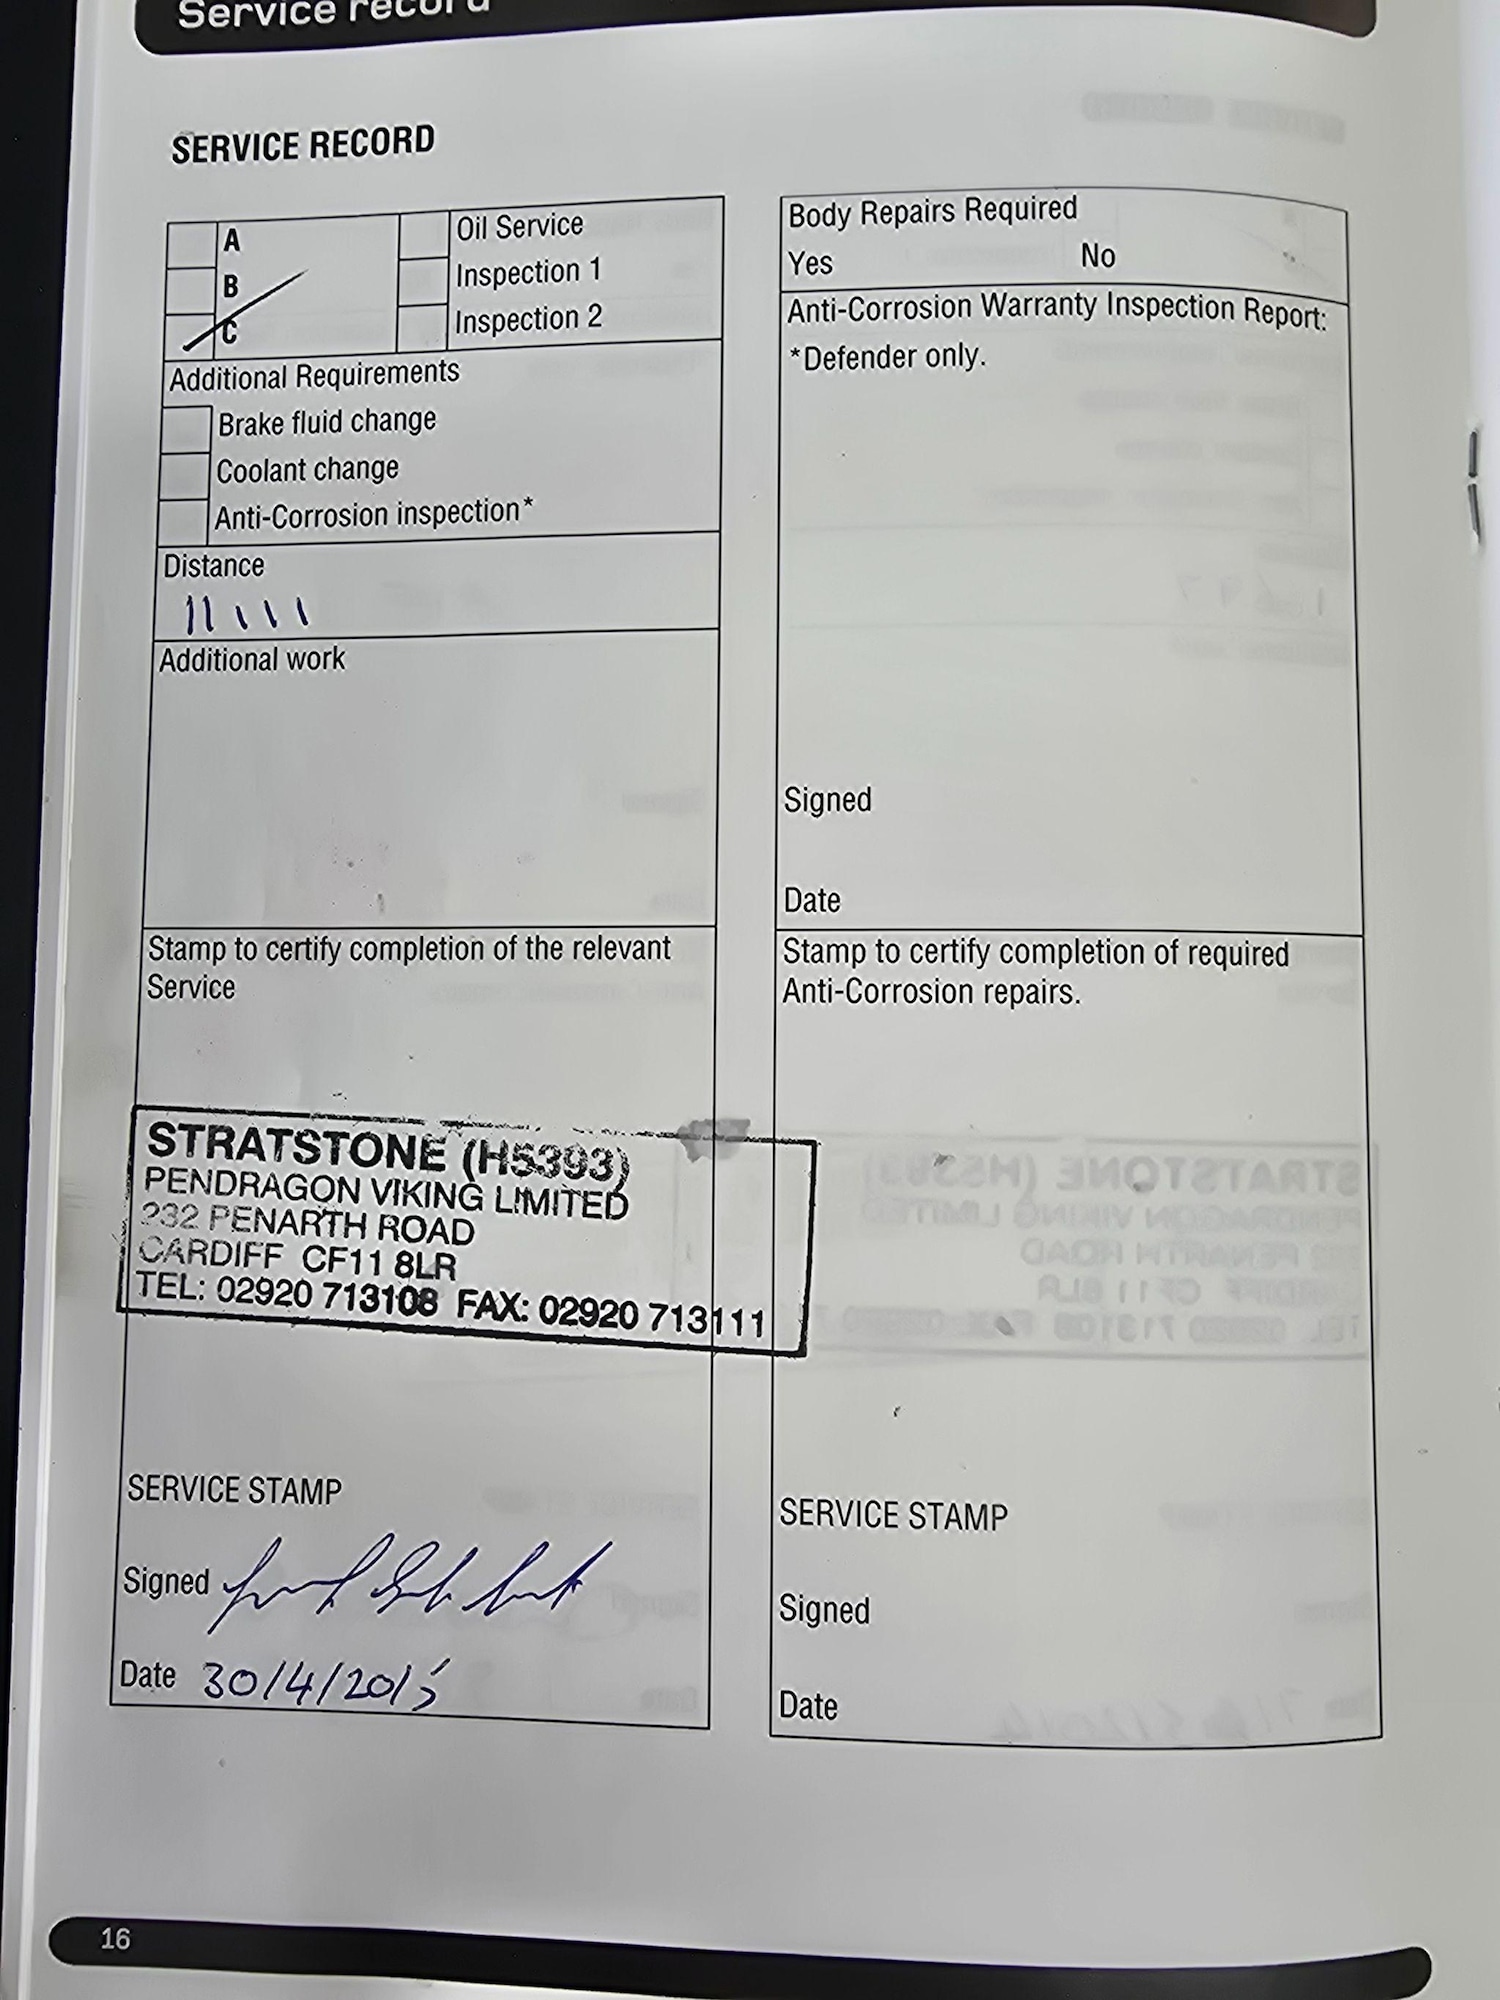 Service record
SERVICE RECORD
A
B
C
Oil Service
Inspection 1
Inspection 2
Additional Requirements
Brake fluid change
Coolant change
Anti-Corrosion inspection*
Distance
11111
Additional work
Stamp to certify completion of the relevant
Service
STRATSTONE (H5393)
PENDRAGON VIKING LIMITED
232 PENARTH ROAD
CARDIFF CF11 8LR
TEL: 02920 713108 FAX: 02920 713111
SERVICE STAMP
Signed
Date 30/4/2015
Body Repairs Required
Yes No
Anti-Corrosion Warranty Inspection Report:
*Defender only.
Signed
Date
Stamp to certify completion of required
Anti-Corrosion repairs.
SERVICE STAMP
Signed
Date
16